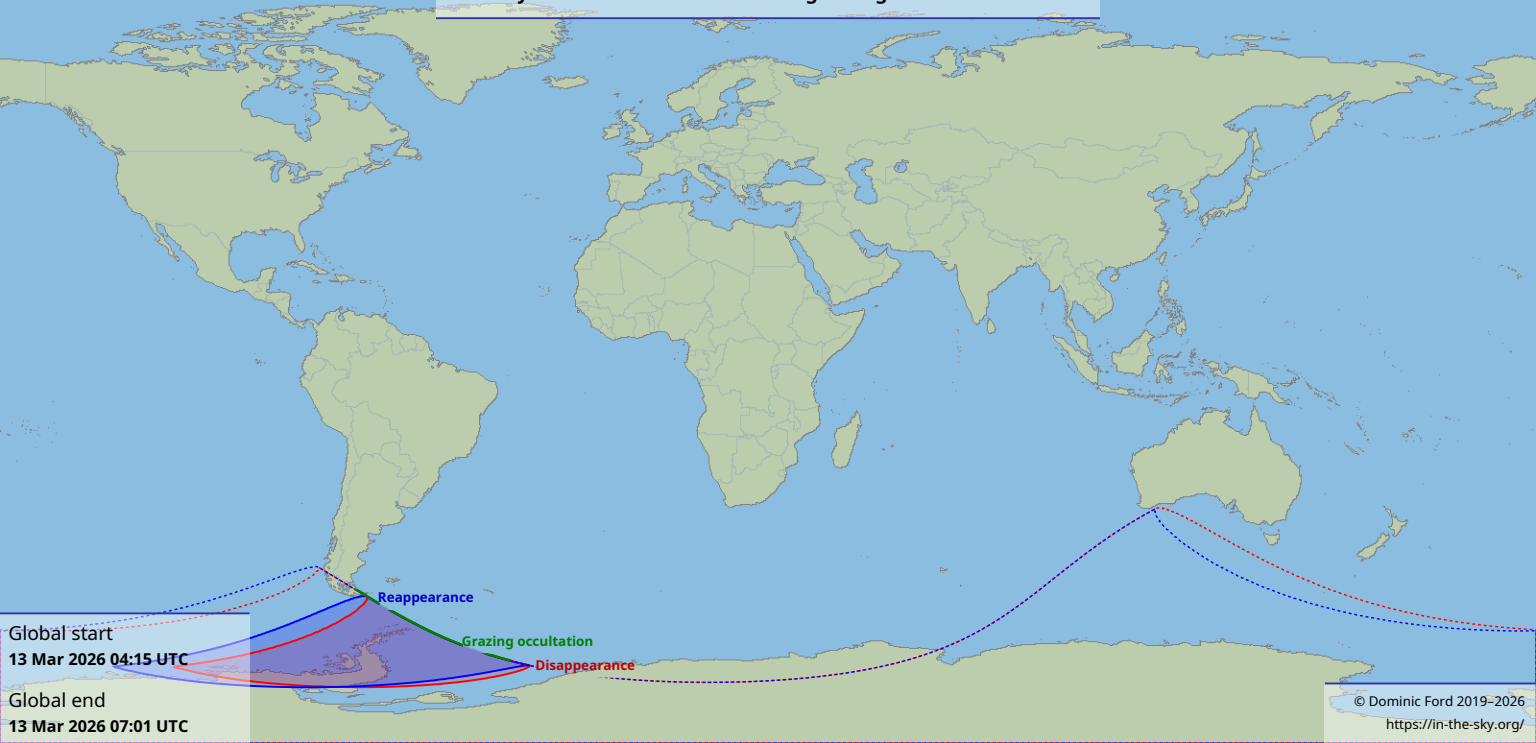 Reappearance
Grazing occultation
Disappearance
Global start
13 Mar 2026 04:15 UTC
Global end
13 Mar 2026 07:01 UTC
© Dominic Ford 2019–2026
https://in-the-sky.org/